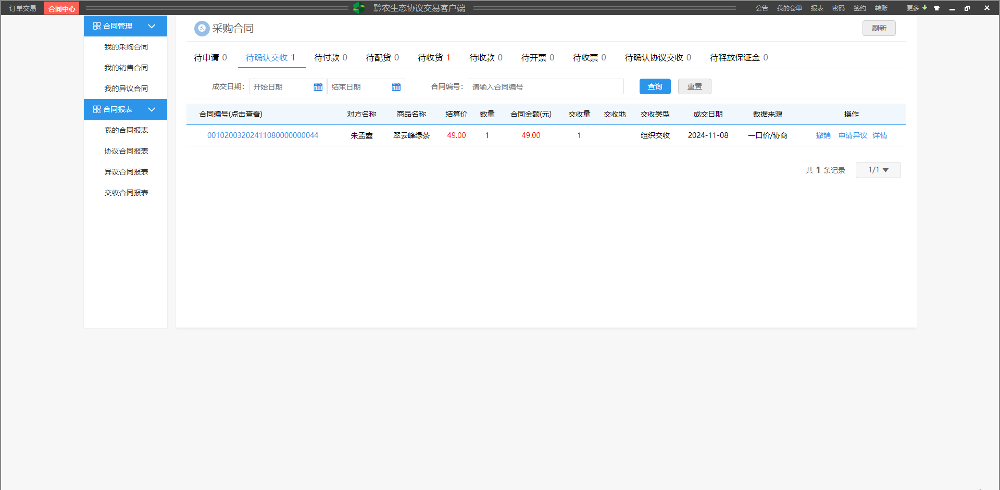 订单交易 合同中心 黔农生态协议交易客户端 公告 我的仓单 报表 密码 签约 转账 更多
合同管理
我的采购合同
我的销售合同
我的异议合同
合同报表
我的合同报表
协议合同报表
异议合同报表
交收合同报表
采购合同 刷新
待申请 0 待确认交收 1 待付款 0 待配货 0 待收货 1 待收款 0 待开票 0 待收票 0 待确认协议交收 0 待释放保证金 0
成交日期: 开始日期 结束日期 合同编号: 请输入合同编号 查询 重置
合同编号(点击查看) 对方名称 商品名称 结算价 数量 合同金额(元) 交收量 交收地 交收类型 成交日期 数据来源 操作
00102003202411080000000044 朱孟鑫 翠云峰绿茶 49.00 1 49.00 1 组织交收 2024-11-08 一口价/协商 撤销 申请异议 详情
共 1 条记录 1/1